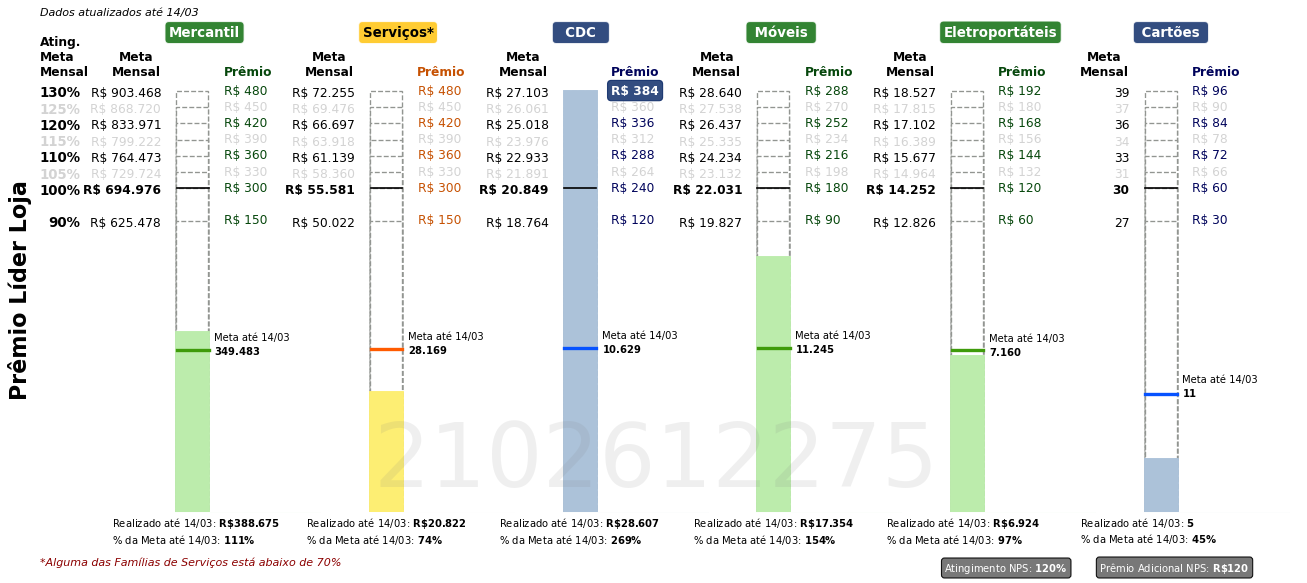 Dados atualizados até 14/03
Mercantil Serviços* CDC Móveis Eletroportáteis Cartões
Ating. Meta Mensal Meta Mensal Prêmio Meta Mensal Prêmio Meta Mensal Prêmio Meta Mensal Prêmio Meta Mensal Prêmio Meta Mensal Prêmio
130% R$ 903.468 R$ 480 R$ 72.255 R$ 480 R$ 27.103 R$ 384 R$ 28.640 R$ 288 R$ 18.527 R$ 192 39 R$ 96
125% R$ 868.720 R$ 450 R$ 69.476 R$ 450 R$ 26.061 R$ 360 R$ 27.538 R$ 270 R$ 17.815 R$ 180 37 R$ 90
120% R$ 833.971 R$ 420 R$ 66.697 R$ 420 R$ 25.018 R$ 336 R$ 26.437 R$ 252 R$ 17.102 R$ 168 36 R$ 84
115% R$ 799.222 R$ 390 R$ 63.918 R$ 390 R$ 23.976 R$ 312 R$ 25.335 R$ 234 R$ 16.389 R$ 156 34 R$ 78
110% R$ 764.473 R$ 360 R$ 61.139 R$ 360 R$ 22.933 R$ 288 R$ 24.234 R$ 216 R$ 15.677 R$ 144 33 R$ 72
105% R$ 729.724 R$ 330 R$ 58.360 R$ 330 R$ 21.891 R$ 264 R$ 23.132 R$ 198 R$ 14.964 R$ 132 31 R$ 66
100% R$ 694.976 R$ 300 R$ 55.581 R$ 300 R$ 20.849 R$ 240 R$ 22.031 R$ 180 R$ 14.252 R$ 120 30 R$ 60
90% R$ 625.478 R$ 150 R$ 50.022 R$ 150 R$ 18.764 R$ 120 R$ 19.827 R$ 90 R$ 12.826 R$ 60 27 R$ 30
Prêmio Líder Loja
Meta até 14/03 Meta até 14/03 Meta até 14/03 Meta até 14/03 Meta até 14/03
349.483 28.169 10.629 11.245 7.160
Meta até 14/03
11
2102612275
Realizado até 14/03: R$388.675 Realizado até 14/03: R$20.822 Realizado até 14/03: R$28.607 Realizado até 14/03: R$17.354 Realizado até 14/03: R$6.924 Realizado até 14/03: 5
% da Meta até 14/03: 111% % da Meta até 14/03: 74% % da Meta até 14/03: 269% % da Meta até 14/03: 154% % da Meta até 14/03: 97% % da Meta até 14/03: 45%
*Alguma das Famílias de Serviços está abaixo de 70%
Atingimento NPS: 120% Prêmio Adicional NPS: R$120